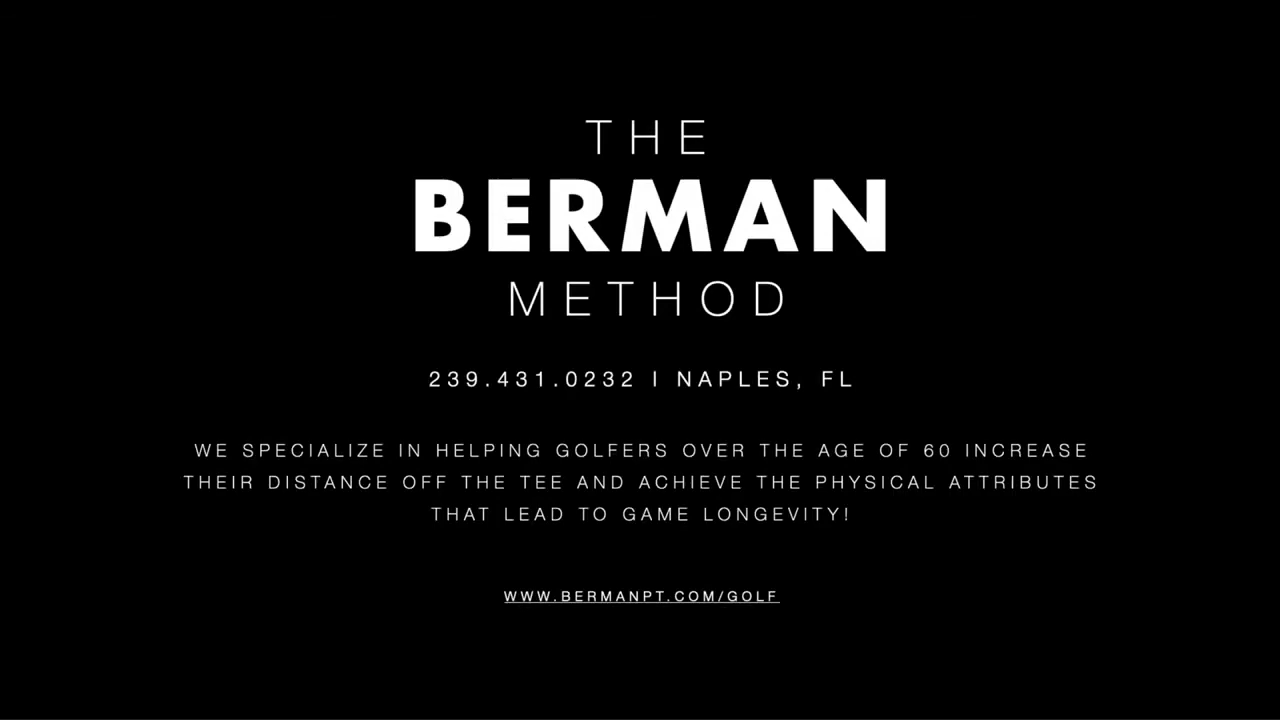 THE
BERMAN
METHOD
239.431.0232 | NAPLES, FL
WE SPECIALIZE IN HELPING GOLFERS OVER THE AGE OF 60 INCREASE
THEIR DISTANCE OFF THE TEE AND ACHIEVE THE PHYSICAL ATTRIBUTES
THAT LEAD TO GAME LONGEVITY!
WWW.BERMANPT.COM/GOLF